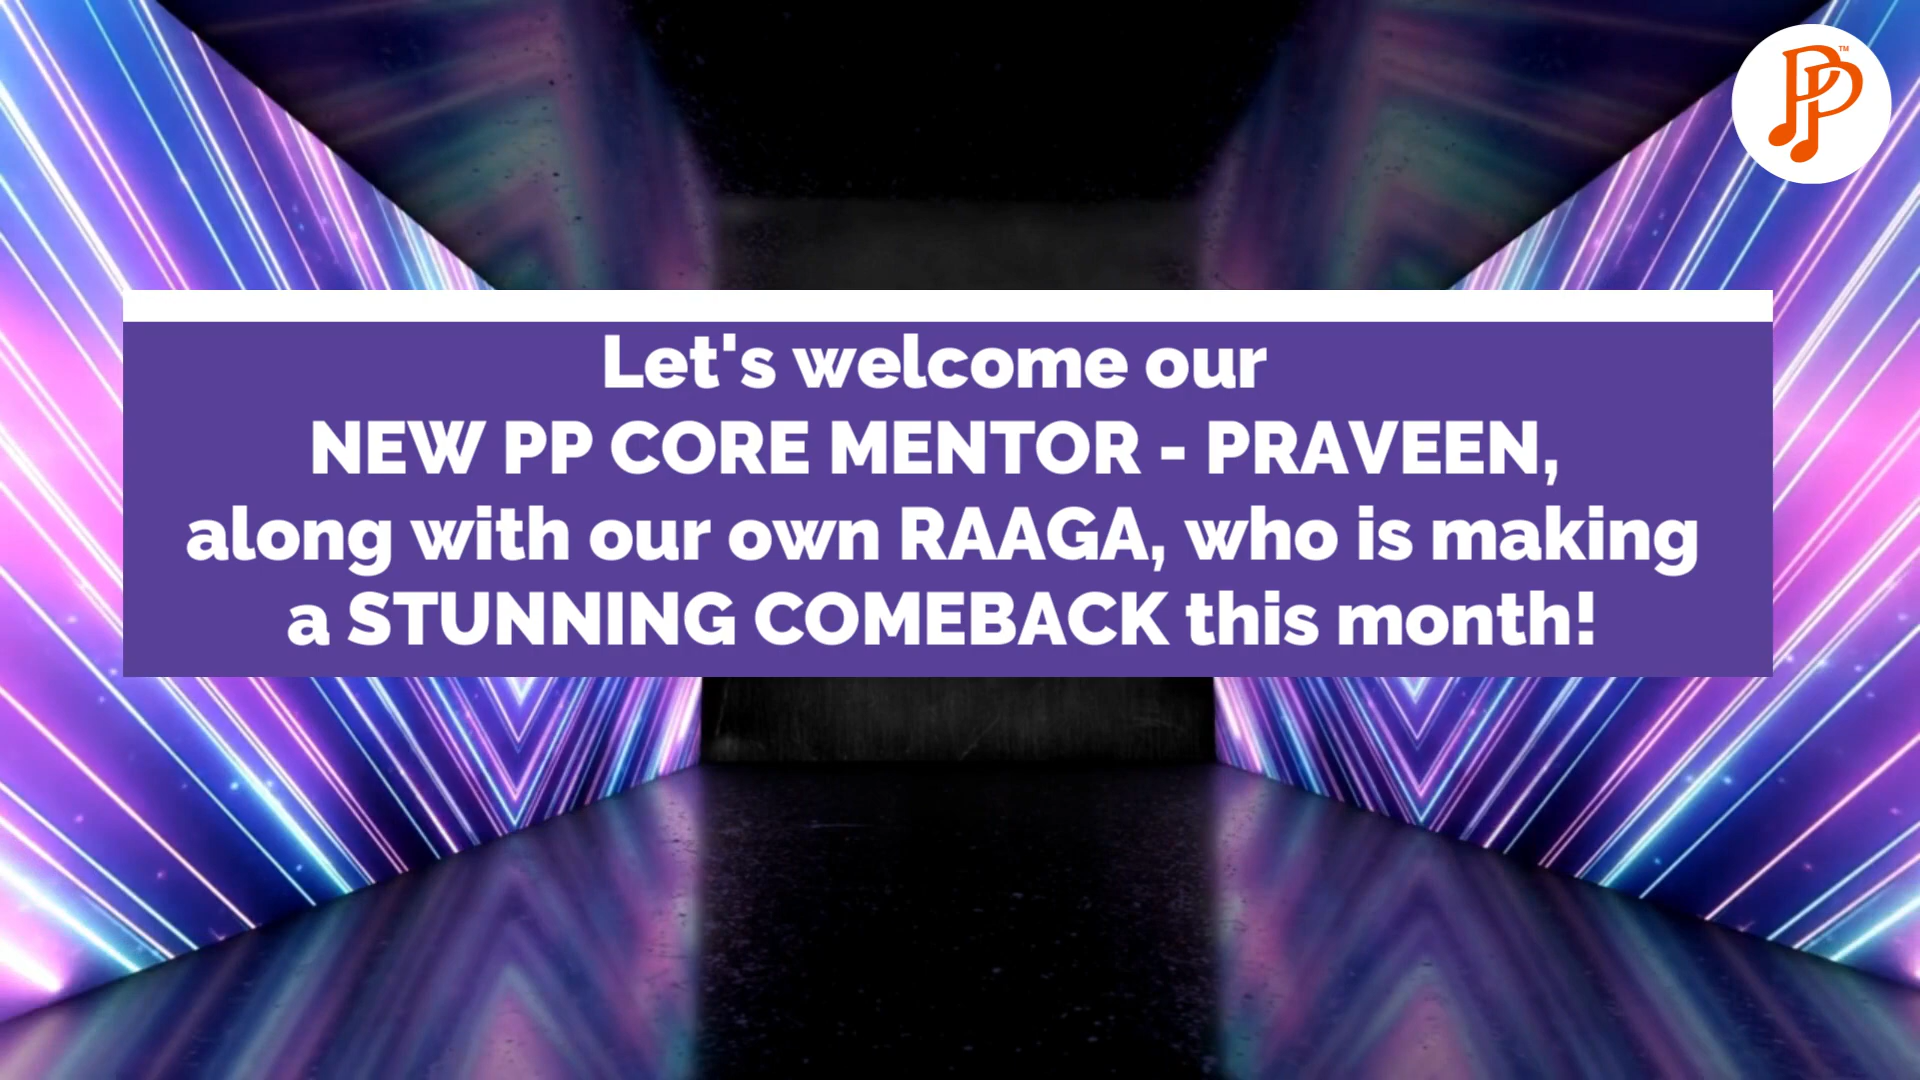 PP™
Let's welcome our
NEW PP CORE MENTOR - PRAVEEN,
along with our own RAAGA, who is making
a STUNNING COMEBACK this month!